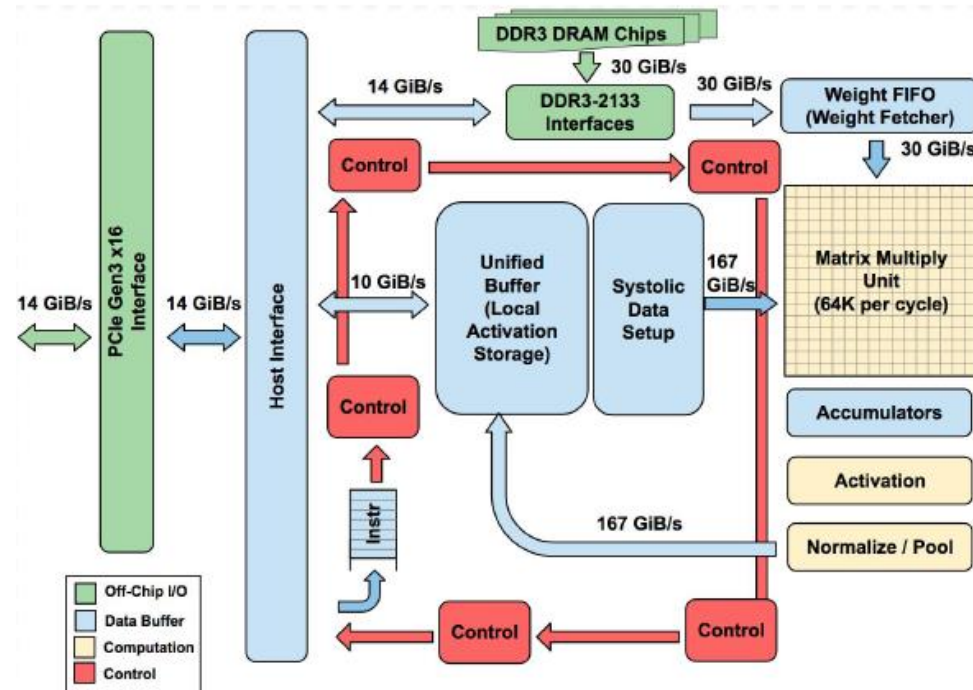 DDR3 DRAM Chips
30 GiB/s
14 GiB/s
14 GiB/s
DDR3-2133
Interfaces
30 GiB/s
Weight FIFO
(Weight Fetcher)
30 GiB/s
Control
Control
PCIe Gen3 x16
Interface
14 GiB/s
Host Interface
10 GiB/s
Unified
Buffer
(Local
Activation
Storage)
Systolic
Data
Setup
167
GiB/s
Matrix Multiply
Unit
(64K per cycle)
Control
Accumulators
Activation
Instr
167 GiB/s
Normalize / Pool
Off-Chip I/O
Data Buffer
Computation
Control
Control
Control